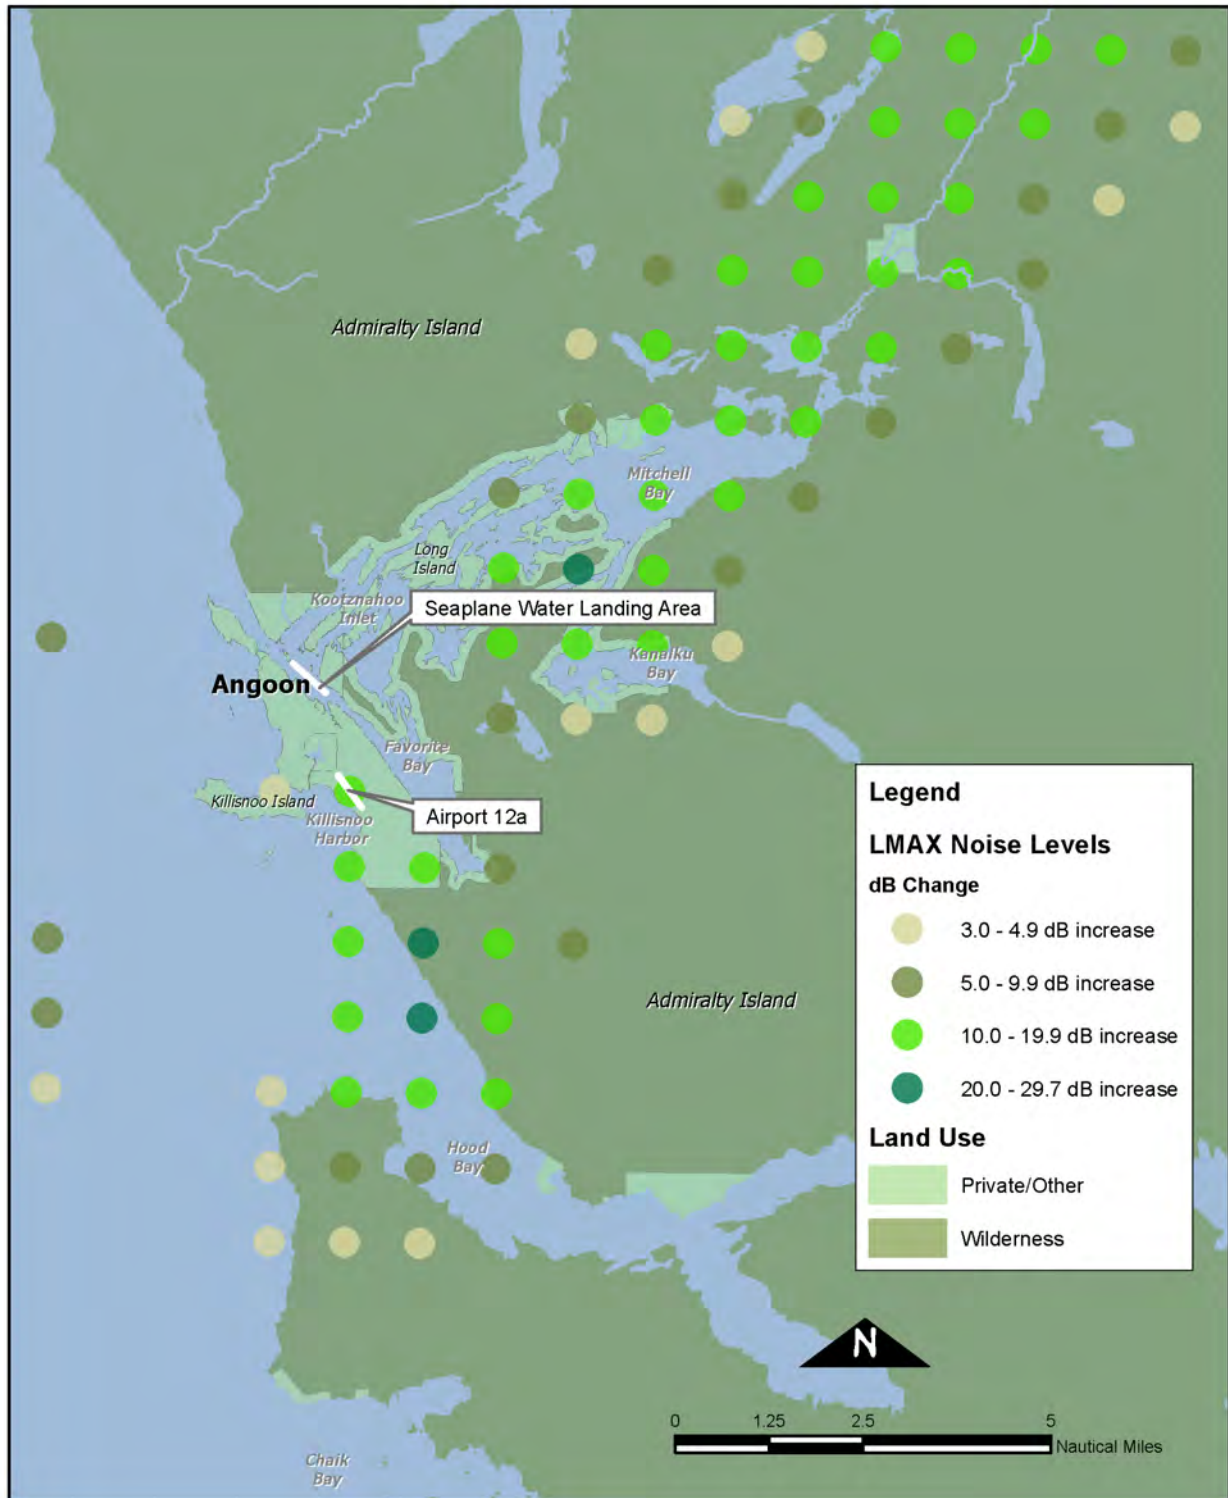 Admiralty Island
Mitchell
Bay
Long
Island
Kootznahoo
Inlet
Seaplane Water Landing Area
Kanalku
Bay
Angoon
Favorite
Bay
Killisnoo Island
Killisnoo
Harbor
Airport 12a
Admiralty Island
Hood
Bay
Chaik
Bay
Legend
LMAX Noise Levels
dB Change
3.0 - 4.9 dB increase
5.0 - 9.9 dB increase
10.0 - 19.9 dB increase
20.0 - 29.7 dB increase
Land Use
Private/Other
Wilderness
N
0 1.25 2.5 5
Nautical Miles